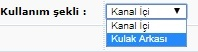 Kullanım şekli : Kanal İçi
Kanal İçi
Kulak Arkası